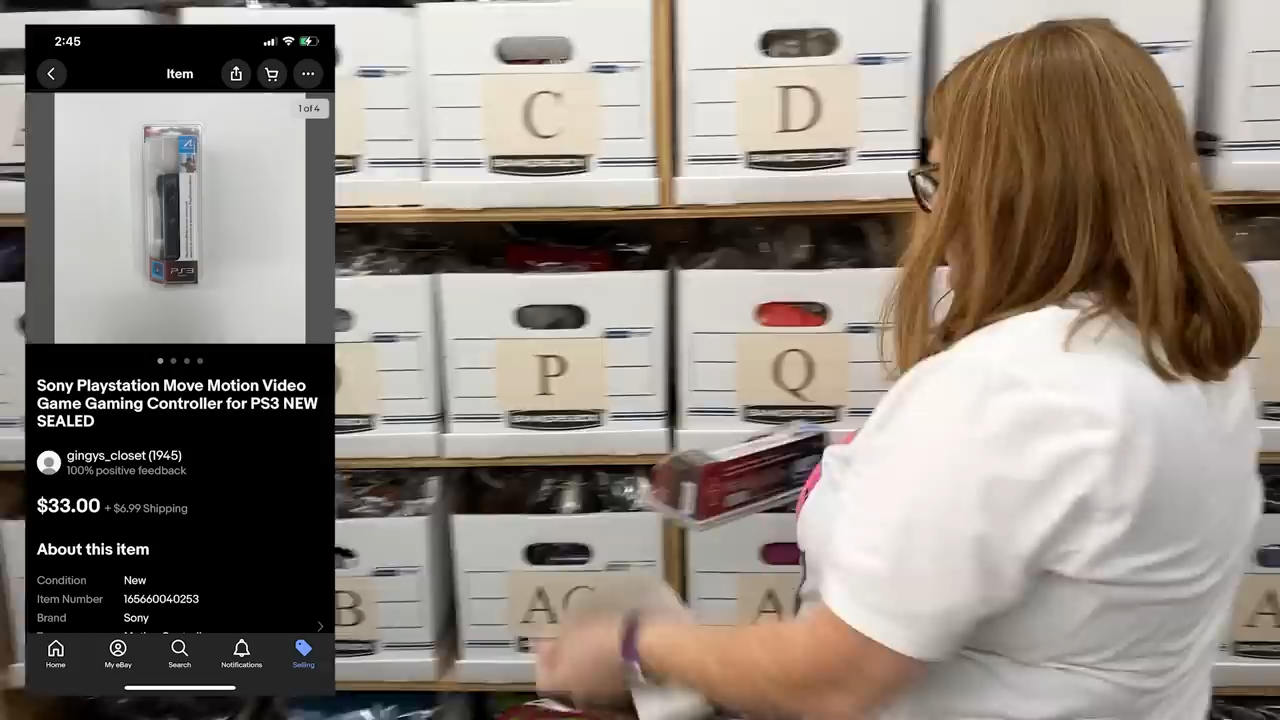 2:45
Item
1 of 4
PS3
Sony Playstation Move Motion Video
Game Gaming Controller for PS3 NEW
SEALED
gingys_closet (1945)
100% positive feedback
$33.00 + $6.99 Shipping
About this item
Condition New
Item Number 165660040253
Brand Sony
Home
My eBay
Search
Notifications
Selling
C
D
P
Q
B
AC
A